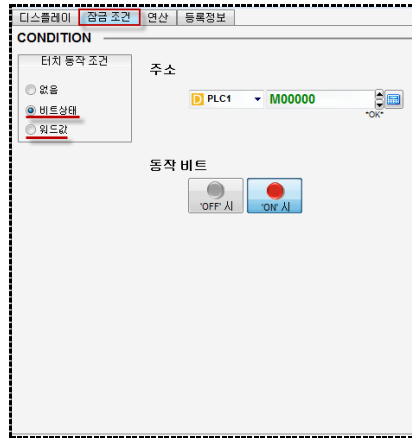 디스플레이 잠금 조건 연산 등록정보
CONDITION
터치 동작 조건
없음
비트상태
워드값
주소
D PLC1 M00000
*OK*
동작 비트
'OFF' 시 'ON' 시